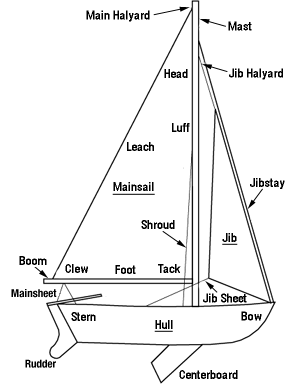 Main Halyard
Mast
Head
Jib Halyard
Luff
Leach
Mainsail
Jibstay
Shroud
Jib
Boom
Clew
Foot
Tack
Mainsheet
Jib Sheet
Stern
Hull
Bow
Rudder
Centerboard